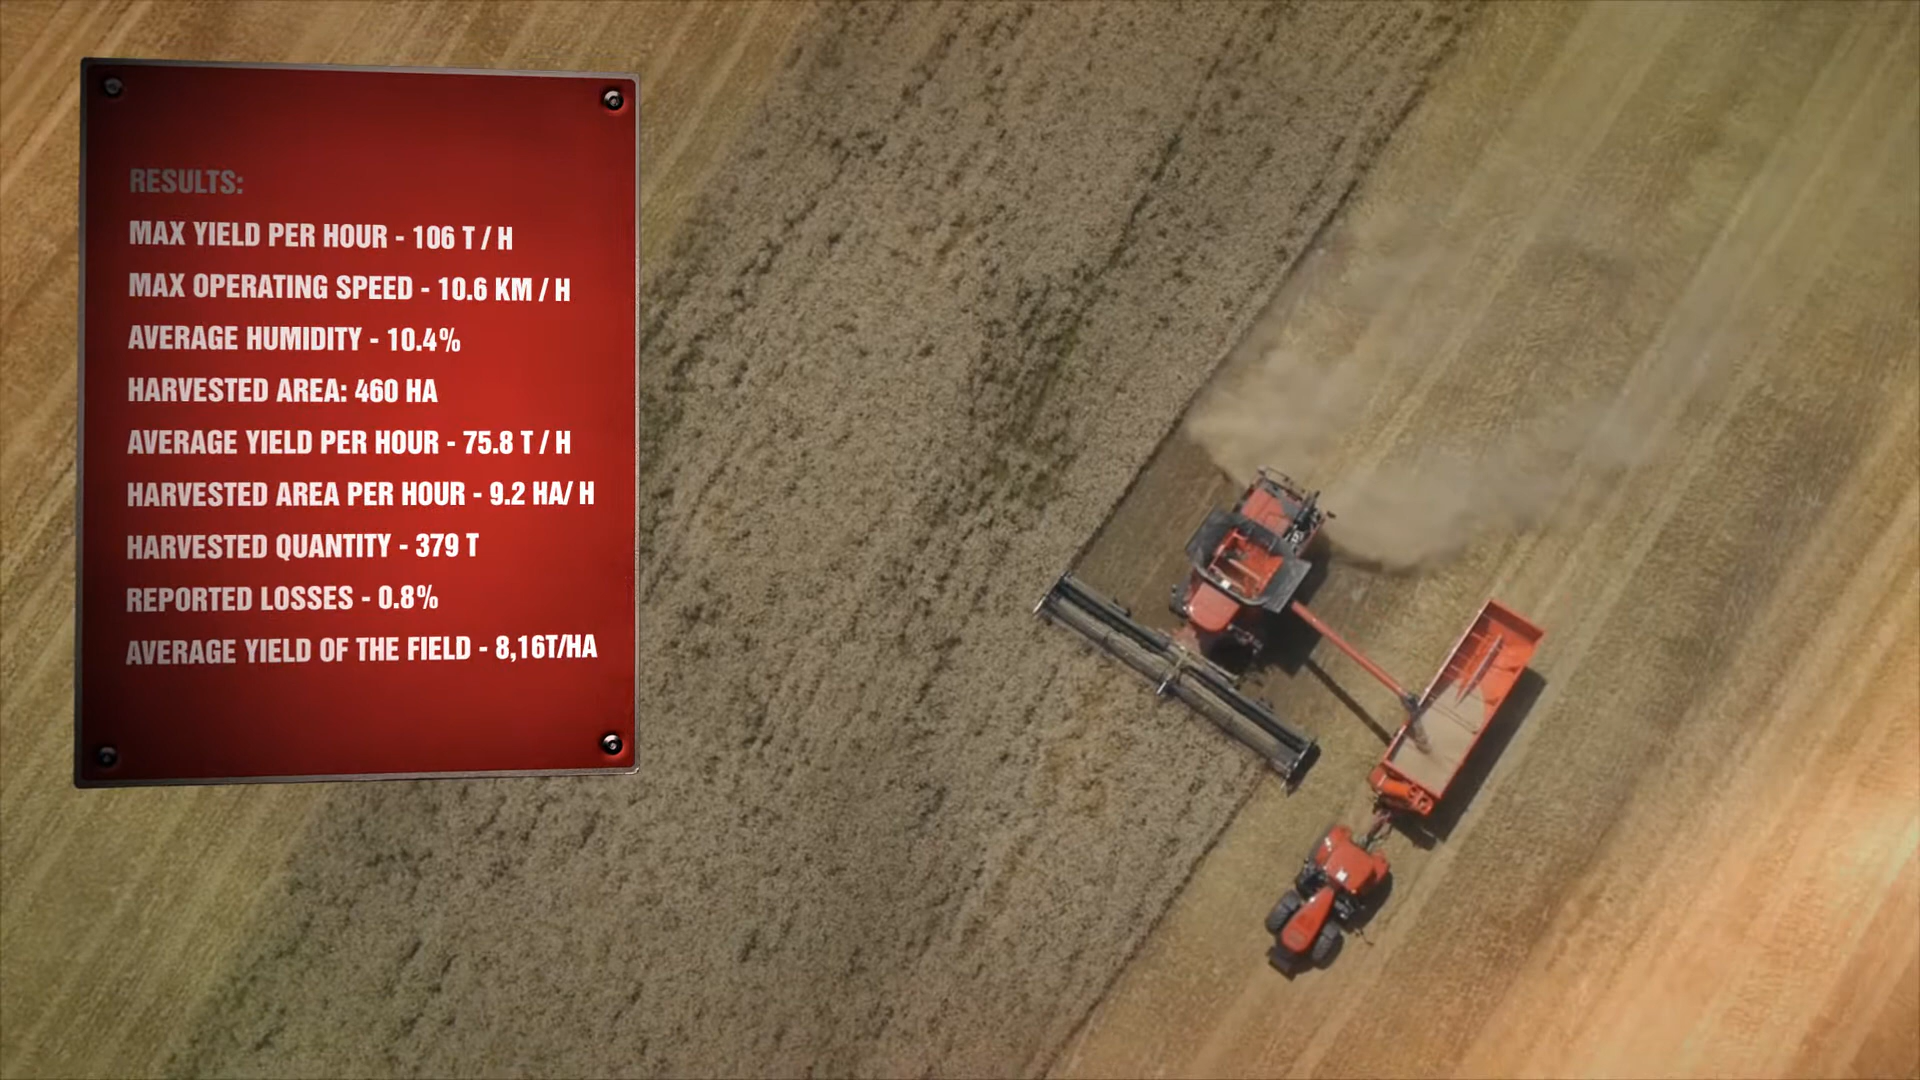 RESULTS:
MAX YIELD PER HOUR - 106 T / H
MAX OPERATING SPEED - 10.6 KM / H
AVERAGE HUMIDITY - 10.4%
HARVESTED AREA: 460 HA
AVERAGE YIELD PER HOUR - 75.8 T / H
HARVESTED AREA PER HOUR - 9.2 HA/ H
HARVESTED QUANTITY - 379 T
REPORTED LOSSES - 0.8%
AVERAGE YIELD OF THE FIELD - 8,16T/HA